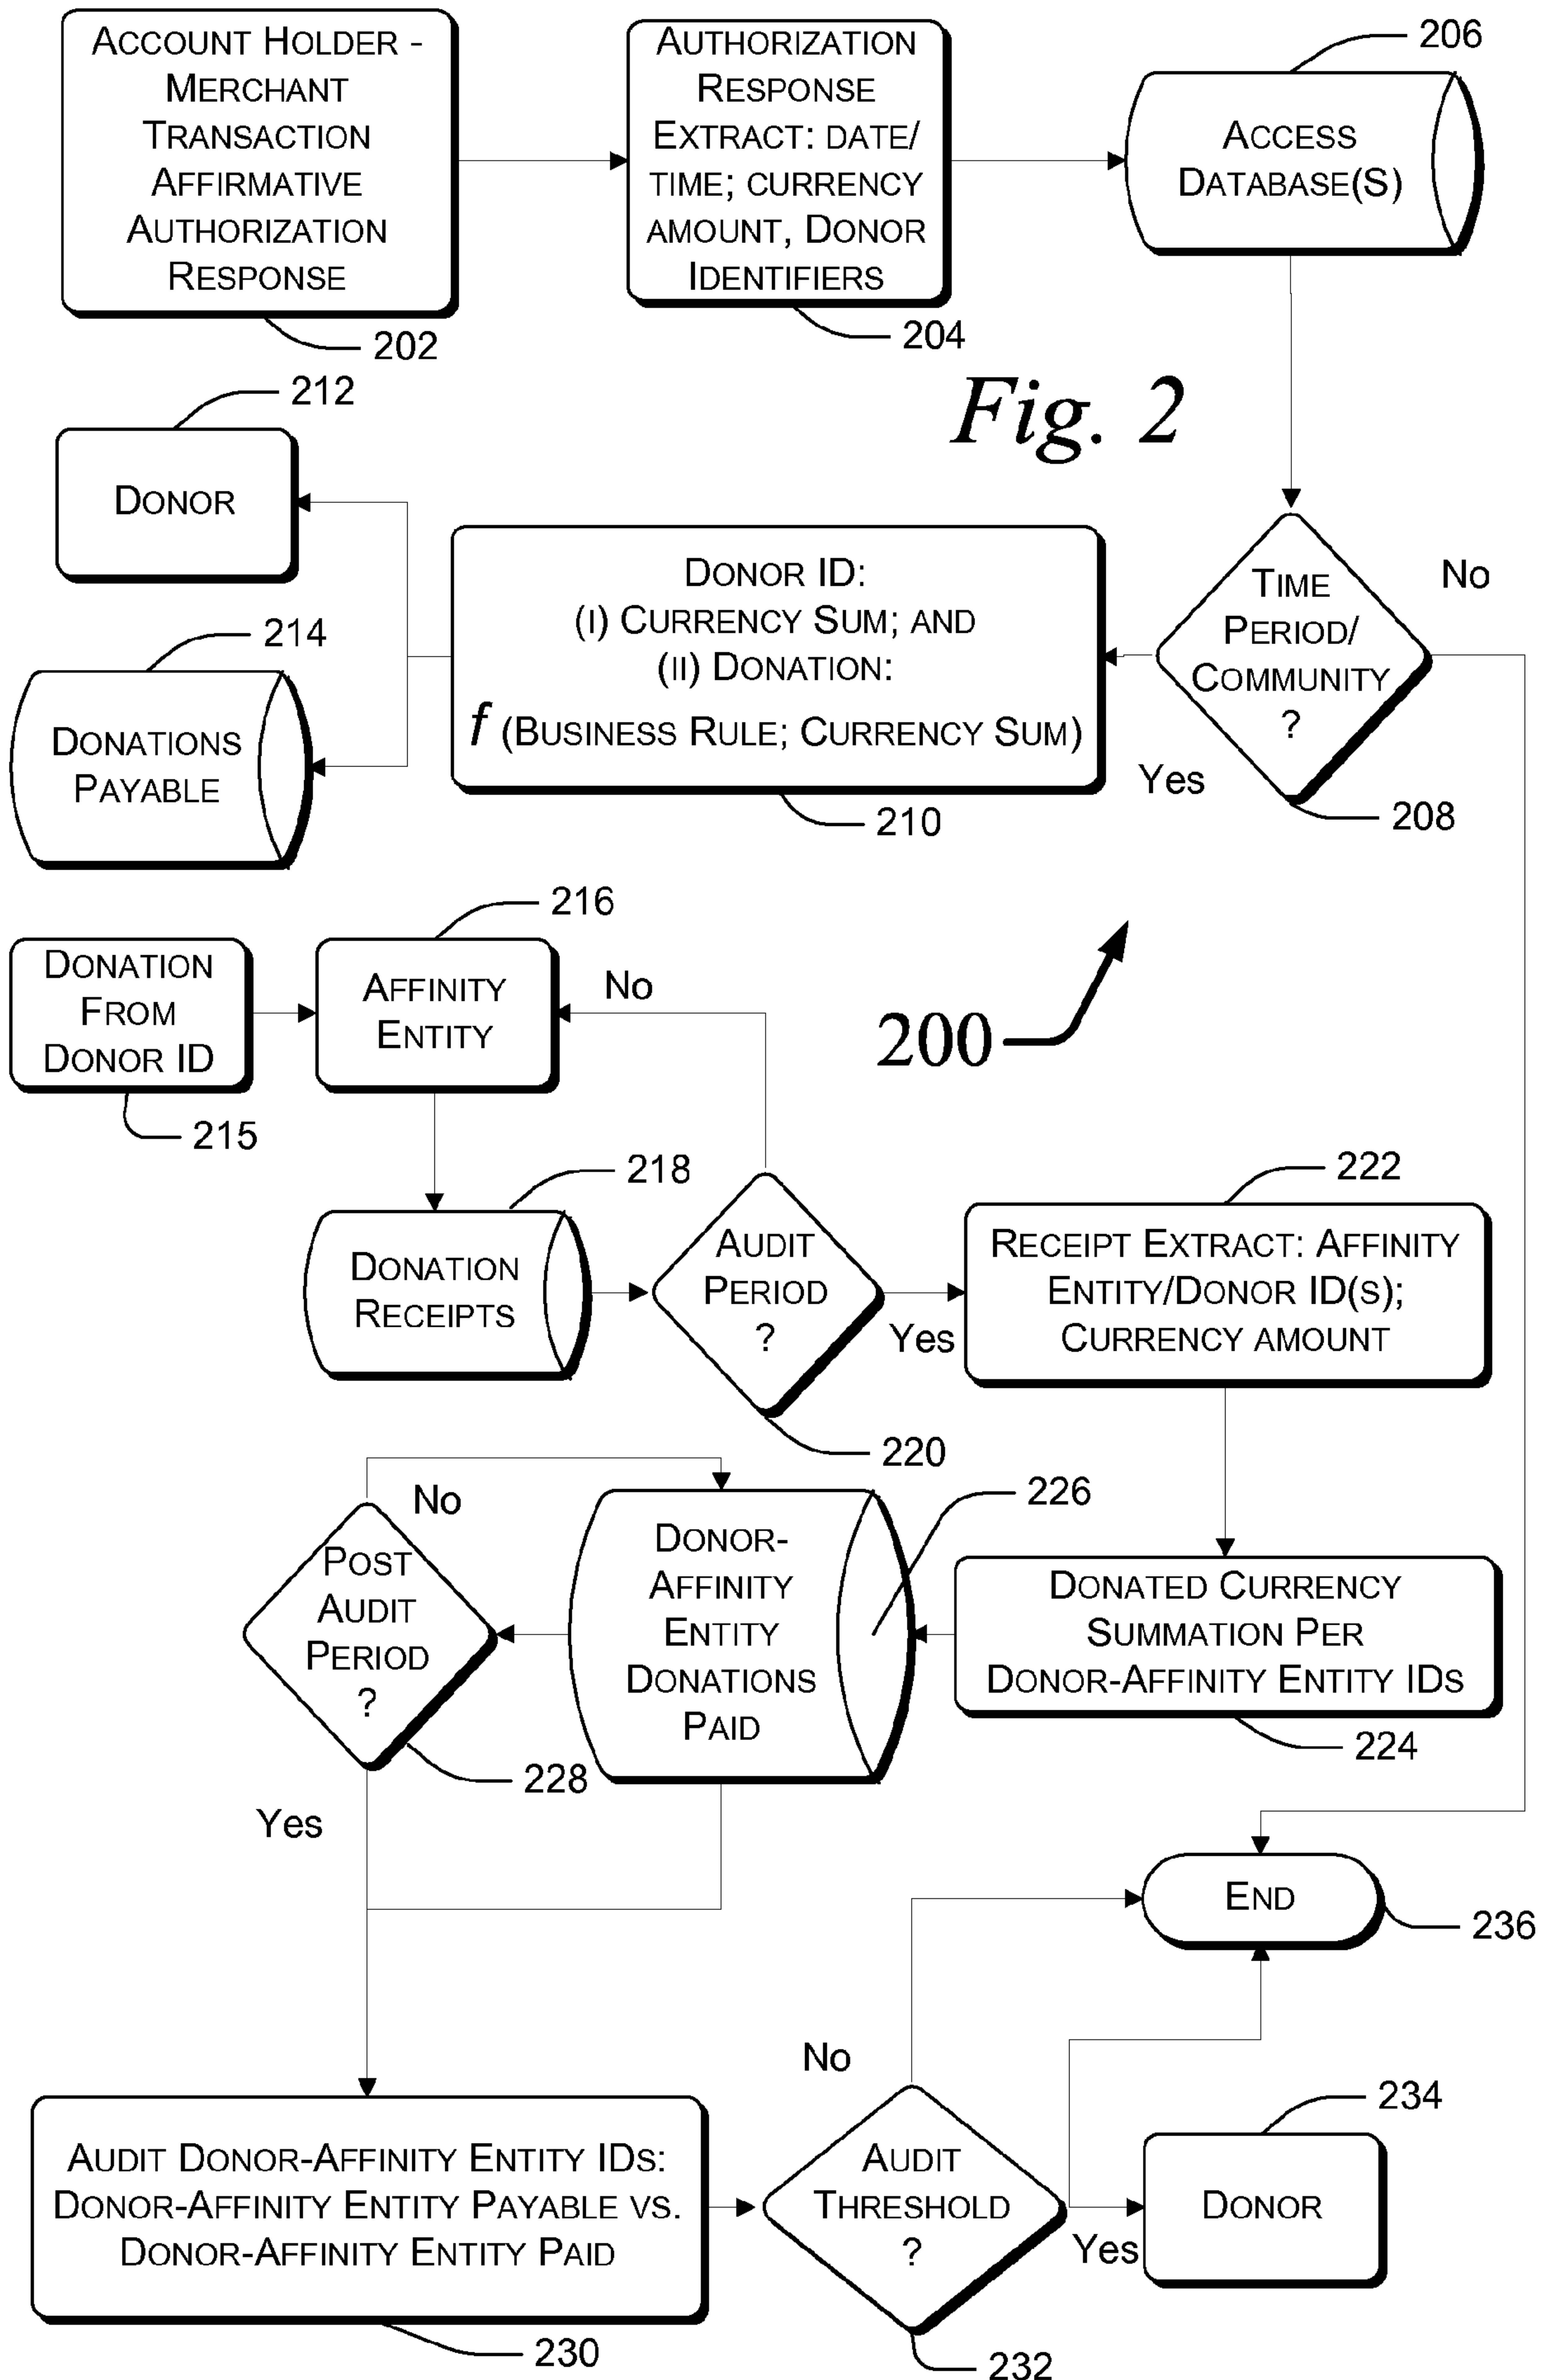 ACCOUNT HOLDER -
MERCHANT
TRANSACTION
AFFIRMATIVE
AUTHORIZATION
RESPONSE
202
AUTHORIZATION
RESPONSE
EXTRACT: DATE/
TIME; CURRENCY
AMOUNT, DONOR
IDENTIFIERS
204
206
ACCESS
DATABASE(S)
Fig. 2
212
DONOR
214
DONATIONS
PAYABLE
DONOR ID:
(I) CURRENCY SUM; AND
(II) DONATION:
f (BUSINESS RULE; CURRENCY SUM)
210
TIME
PERIOD/
COMMUNITY
?
No
Yes
208
216
DONATION
FROM
DONOR ID
215
AFFINITY
ENTITY
No
200
218
DONATION
RECEIPTS
AUDIT
PERIOD
?
Yes
220
222
RECEIPT EXTRACT: AFFINITY
ENTITY/DONOR ID(S);
CURRENCY AMOUNT
No
POST
AUDIT
PERIOD
?
228
Yes
DONOR-
AFFINITY
ENTITY
DONATIONS
PAID
226
DONATED CURRENCY
SUMMATION PER
DONOR-AFFINITY ENTITY IDS
224
END
236
AUDIT DONOR-AFFINITY ENTITY IDS:
DONOR-AFFINITY ENTITY PAYABLE VS.
DONOR-AFFINITY ENTITY PAID
230
No
AUDIT
THRESHOLD
?
Yes
232
234
DONOR